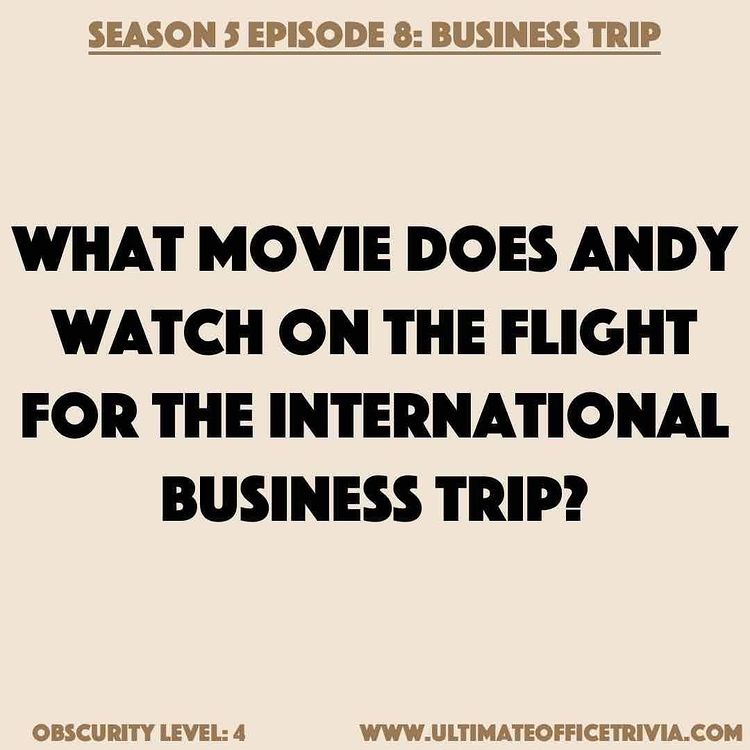 SEASON 5 EPISODE 8: BUSINESS TRIP
WHAT MOVIE DOES ANDY
WATCH ON THE FLIGHT
FOR THE INTERNATIONAL
BUSINESS TRIP?
OBSCURITY LEVEL: 4
WWW.ULTIMATEOFFICETRIVIA.COM